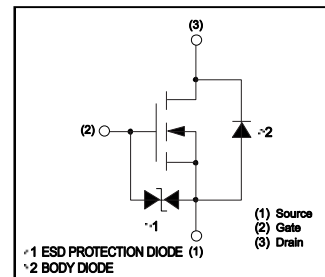 (3)
(2)
*2
*1
(1) Source
(2) Gate
(3) Drain
*1 ESD PROTECTION DIODE (1)
*2 BODY DIODE